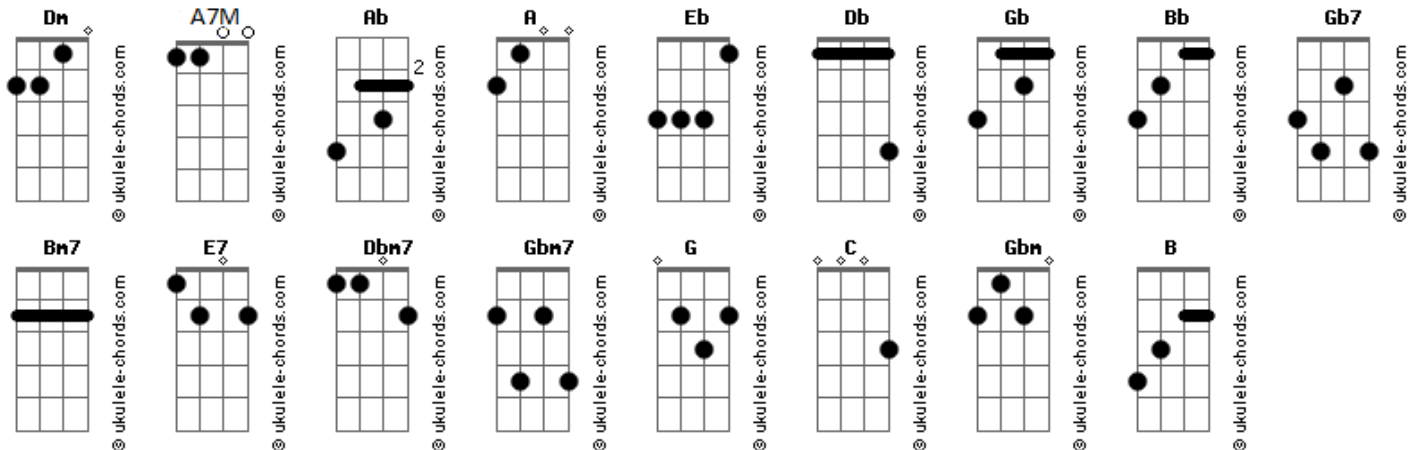 Dm A7M Ab A Eb Db Gb Bb Gb7
2
© ukulele-chords.com © ukulele-chords.com © ukulele-chords.com © ukulele-chords.com © ukulele-chords.com © ukulele-chords.com © ukulele-chords.com © ukulele-chords.com © ukulele-chords.com
Bm7 E7 Dbm7 Gbm7 G C Gbm B
© ukulele-chords.com © ukulele-chords.com © ukulele-chords.com © ukulele-chords.com © ukulele-chords.com © ukulele-chords.com © ukulele-chords.com © ukulele-chords.com